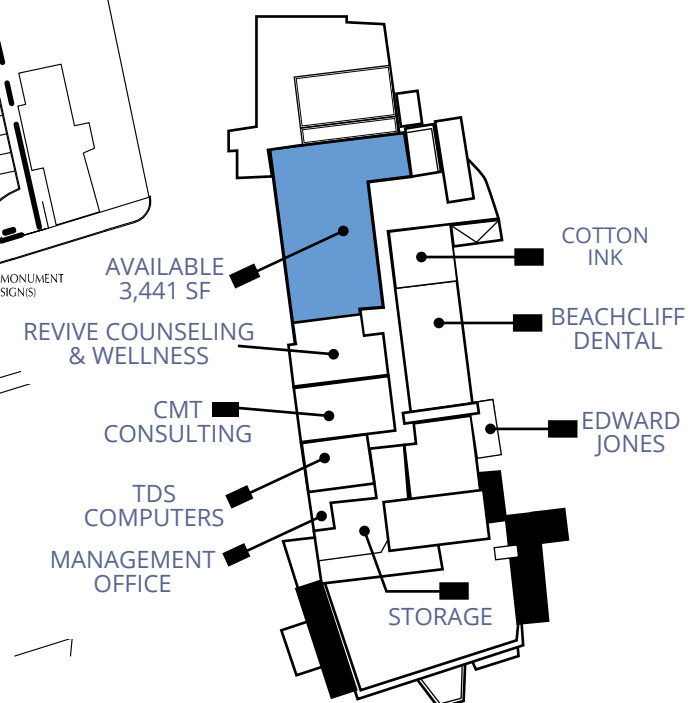 MONUMENT
SIGN(S)
AVAILABLE
3,441 SF
REVIVE COUNSELING
& WELLNESS
CMT
CONSULTING
TDS
COMPUTERS
MANAGEMENT
OFFICE
COTTON
INK
BEACHCLIFF
DENTAL
EDWARD
JONES
STORAGE